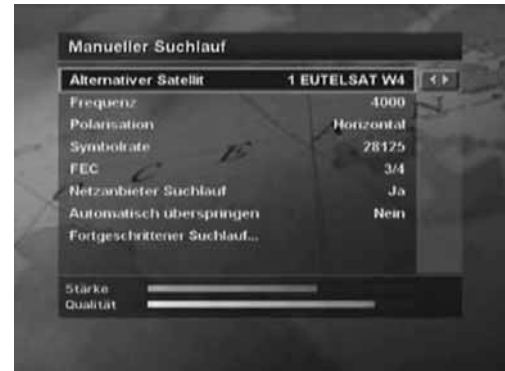 Manueller Suchlauf
Alternativer Satellit 1 EUTELSAT W4
Frequenz 4000
Polarisation Horizontal
Symbolrate 28125
FEC 3/4
Netzanbieter Suchlauf Ja
Automatisch überspringen Nein
Fortgeschrittener Suchlauf...
Stärke
Qualität